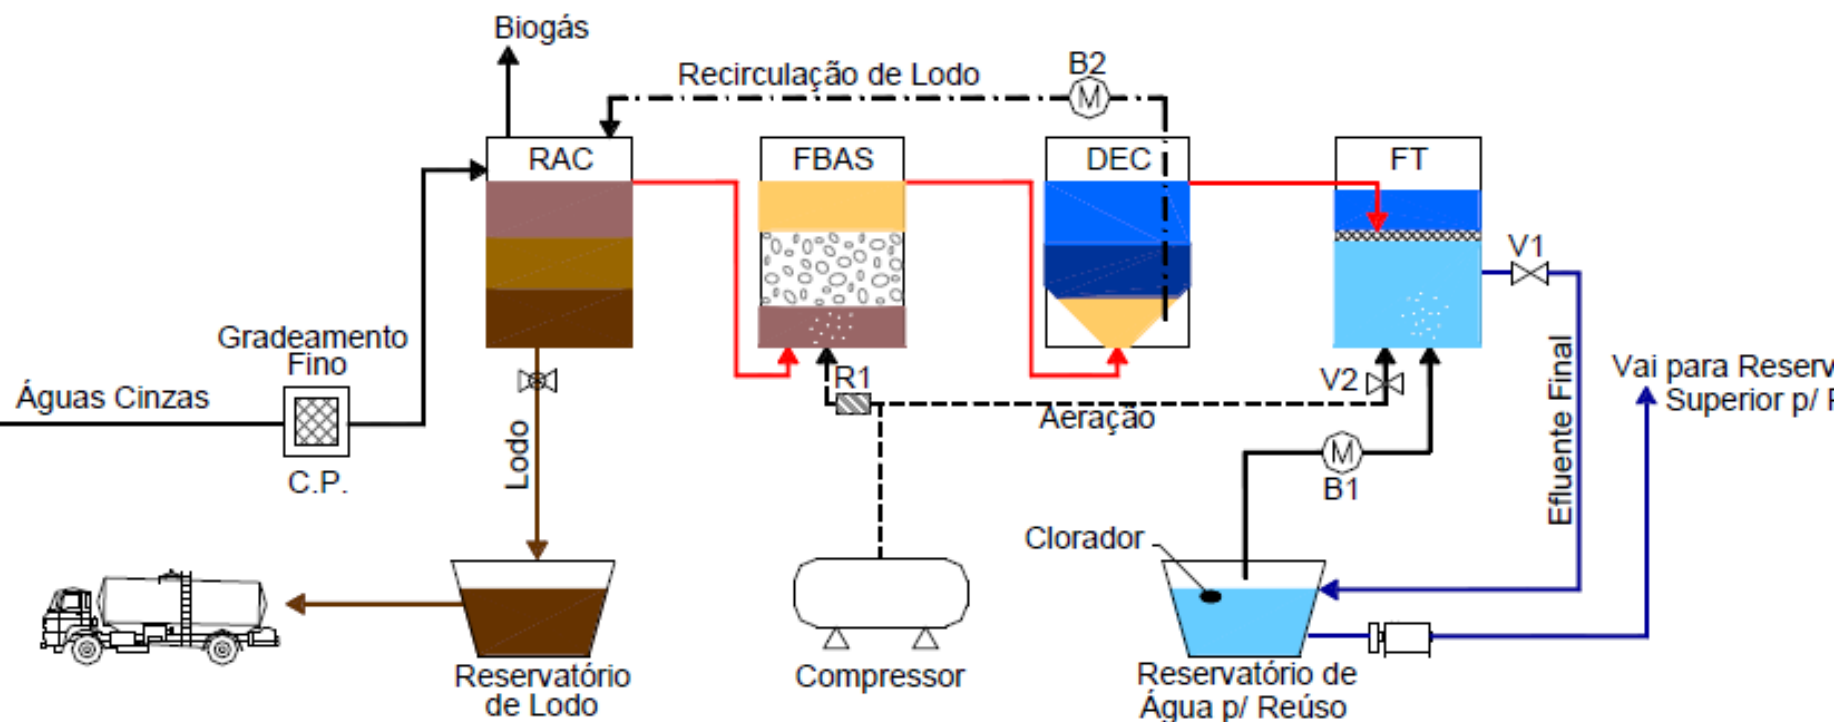 Biogás
Recirculação de Lodo
B2
M
RAC
FBAS
DEC
FT
V1
Gradeamento
Fino
Águas Cinzas
C.P.
Lodo
R1
Aeração
V2
M
B1
Efluente Final
Vai para Reserv
Superior p/
Clorador
Reservatório
de Lodo
Compressor
Reservatório de
Água p/ Reúso